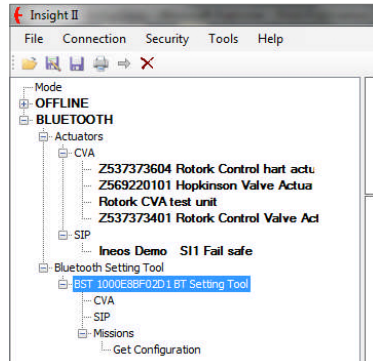 Insight II
File Connection Security Tools Help
Mode
OFFLINE
BLUETOOTH
Actuators
CVA
Z537373604 Rotork Control hart actu
Z569220101 Hopkinson Valve Actua
Rotork CVA test unit
Z537373401 Rotork Control Valve Act
SIP
Ineos Demo SI1 Fail safe
Bluetooth Setting Tool
BST 1000E8BF02D1 BT Setting Tool
CVA
SIP
Missions
Get Configuration